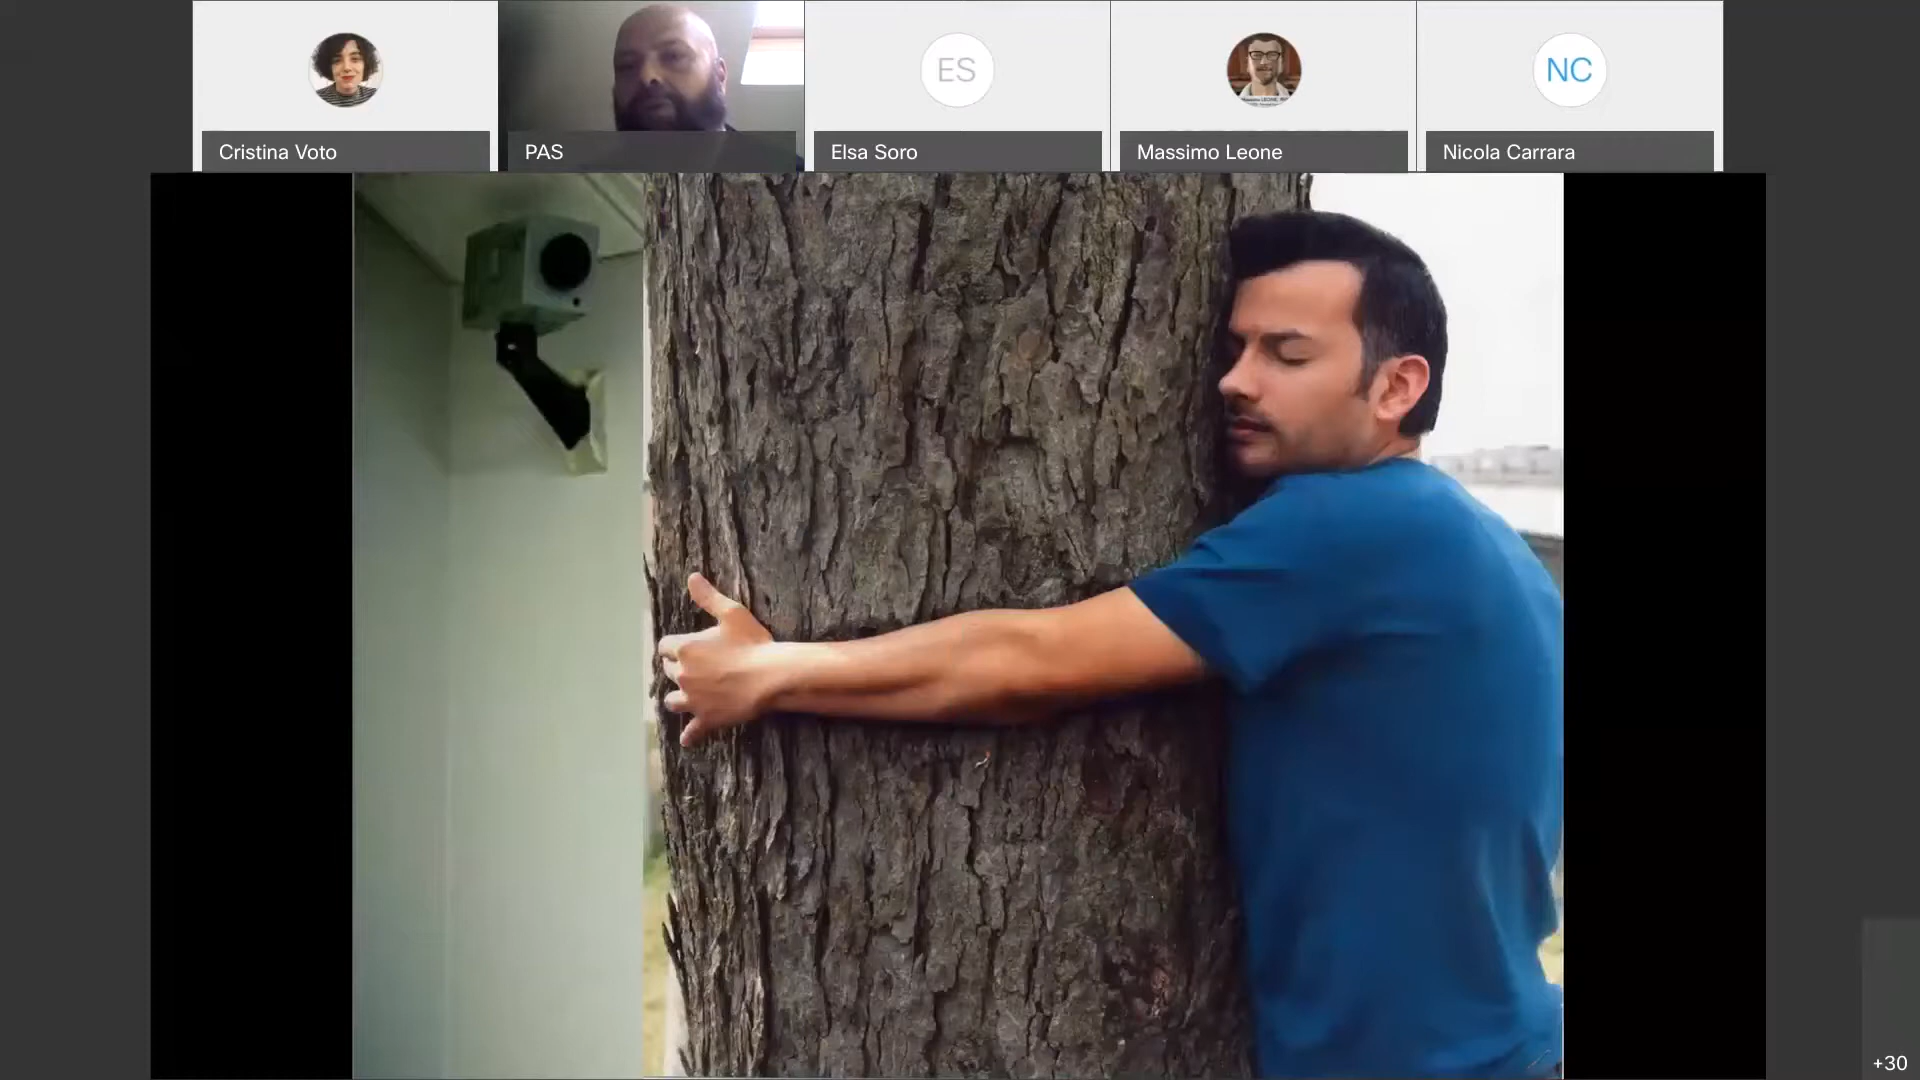 ES
NC
Cristina Voto
PAS
Elsa Soro
Massimo Leone
Nicola Carrara
+30